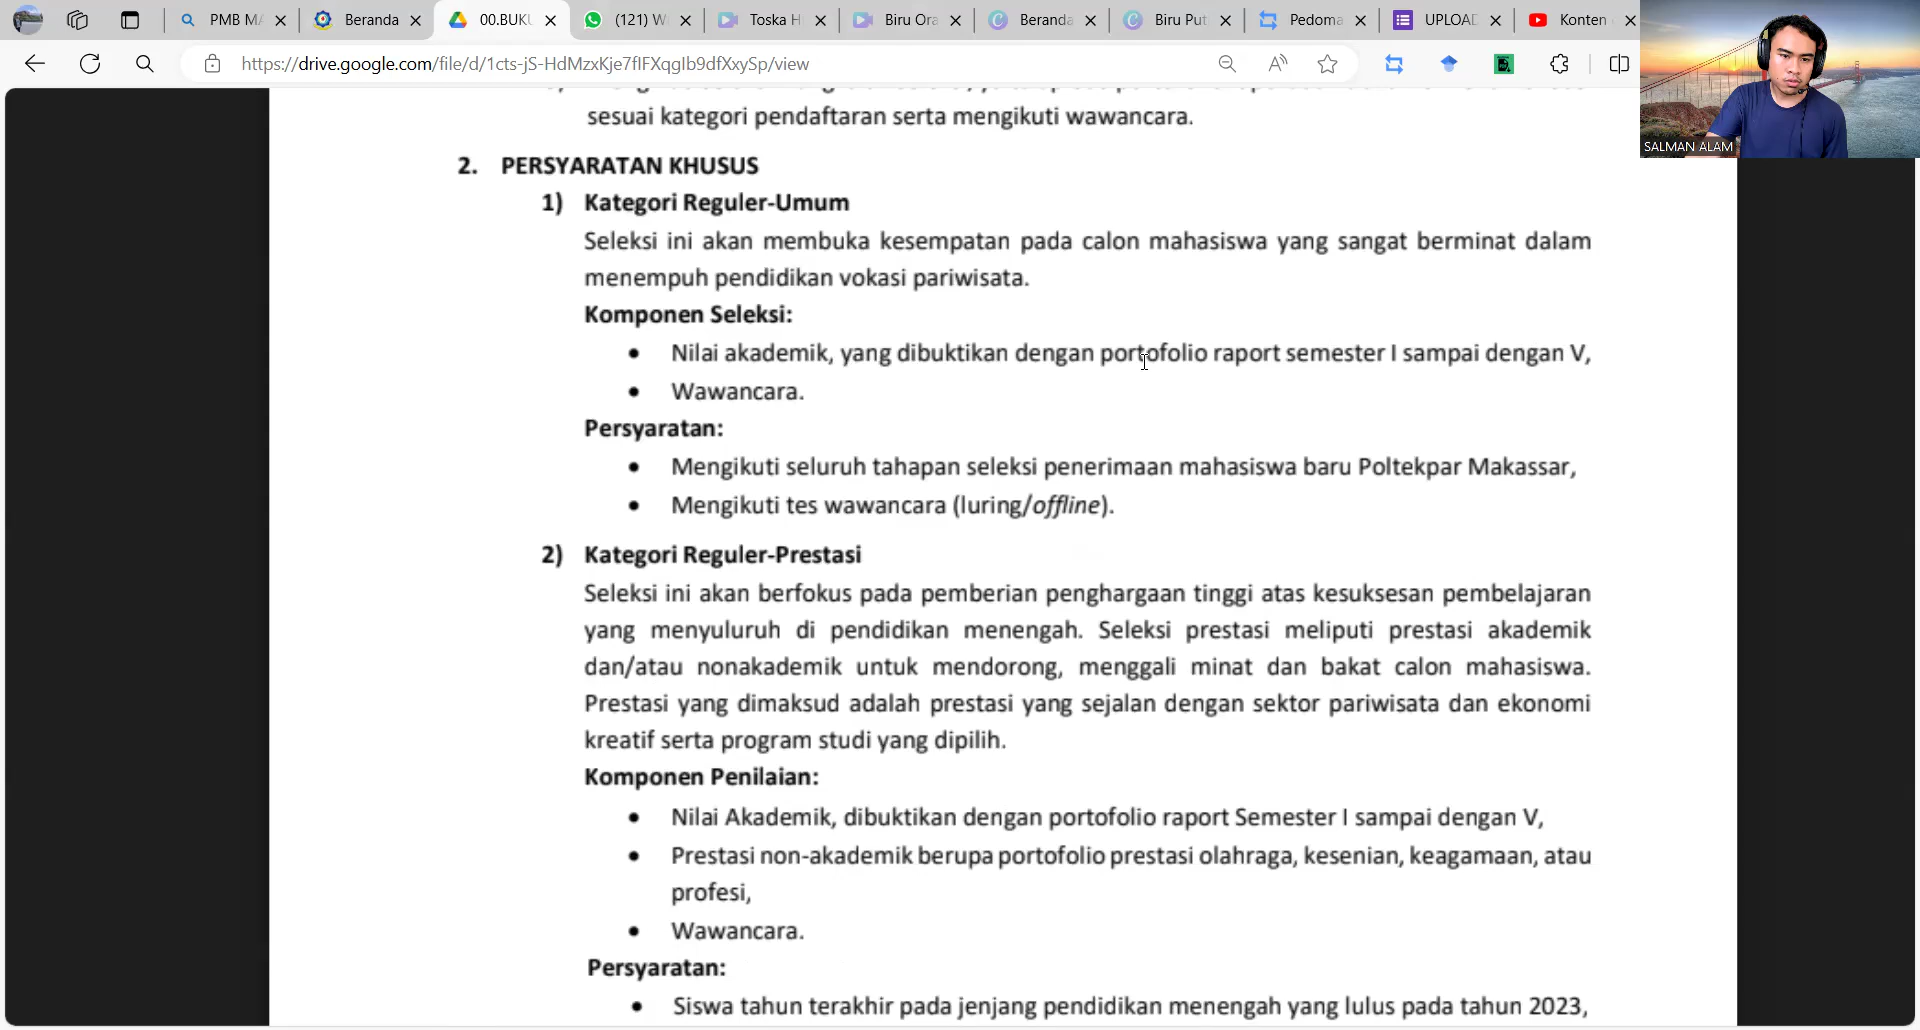 PMB MA
Beranda
00.BUKU
(121) W
Toska H
Biru Ora
Beranda
Biru Put
Pedoma
UPLOAD
Konten
https://drive.google.com/file/d/1cts-jS-HdMzxKje7fIFXqgIb9dfXxySp/view
SALMAN ALAM
sesuai kategori pendaftaran serta mengikuti wawancara.
2. PERSYARATAN KHUSUS
1) Kategori Reguler-Umum
Seleksi ini akan membuka kesempatan pada calon mahasiswa yang sangat berminat dalam
menempuh pendidikan vokasi pariwisata.
Komponen Seleksi:
• Nilai akademik, yang dibuktikan dengan portofolio raport semester I sampai dengan V,
• Wawancara.
Persyaratan:
• Mengikuti seluruh tahapan seleksi penerimaan mahasiswa baru Poltekpar Makassar,
• Mengikuti tes wawancara (luring/offline).
2) Kategori Reguler-Prestasi
Seleksi ini akan berfokus pada pemberian penghargaan tinggi atas kesuksesan pembelajaran
yang menyuluruh di pendidikan menengah. Seleksi prestasi meliputi prestasi akademik
dan/atau nonakademik untuk mendorong, menggali minat dan bakat calon mahasiswa.
Prestasi yang dimaksud adalah prestasi yang sejalan dengan sektor pariwisata dan ekonomi
kreatif serta program studi yang dipilih.
Komponen Penilaian:
• Nilai Akademik, dibuktikan dengan portofolio raport Semester I sampai dengan V,
• Prestasi non-akademik berupa portofolio prestasi olahraga, kesenian, keagamaan, atau
profesi,
• Wawancara.
Persyaratan:
• Siswa tahun terakhir pada jenjang pendidikan menengah yang lulus pada tahun 2023,